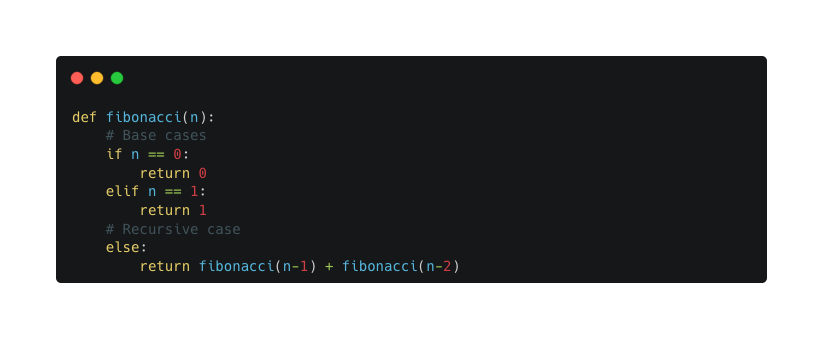 def fibonacci(n):
    # Base cases
    if n == 0:
        return 0
    elif n == 1:
        return 1
    # Recursive case
    else:
        return fibonacci(n-1) + fibonacci(n-2)